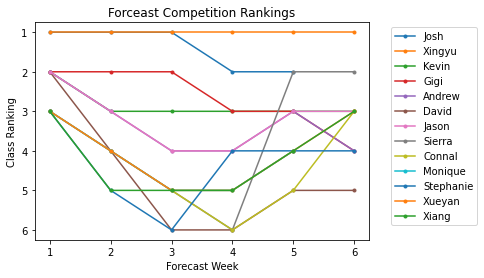 Forceast Competition Rankings
Class Ranking
1
2
3
4
5
6
1 2 3 4 5 6
Forecast Week
Josh
Xingyu
Kevin
Gigi
Andrew
David
Jason
Sierra
Connal
Monique
Stephanie
Xueyan
Xiang